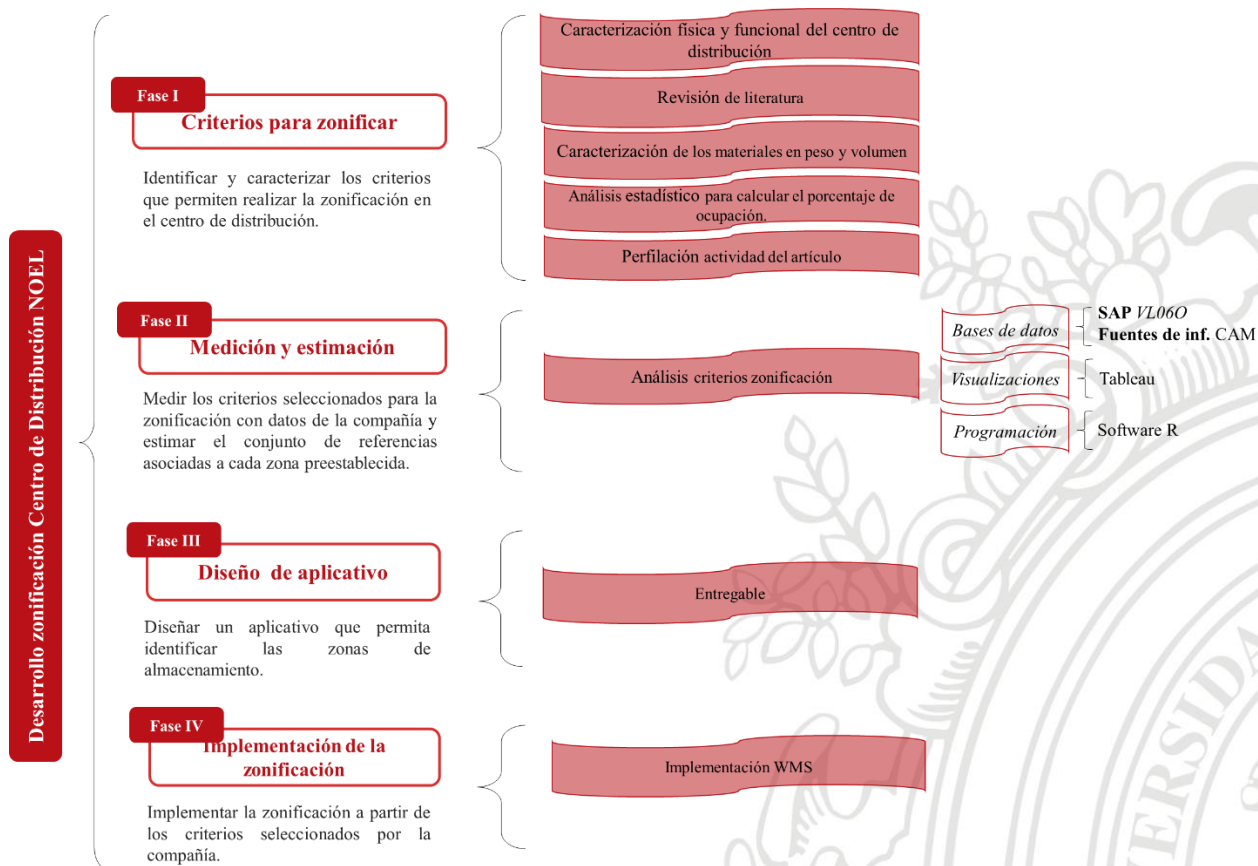 Desarrollo zonificación Centro de Distribución NOEL
Fase I
Criterios para zonificar
Identificar y caracterizar los criterios
que permiten realizar la zonificación en
el centro de distribución.
Caracterización física y funcional del centro de
distribución
Revisión de literatura
Caracterización de los materiales en peso y volumen
Análisis estadístico para calcular el porcentaje de
ocupación.
Perfilación actividad del artículo
Fase II
Medición y estimación
Medir los criterios seleccionados para la
zonificación con datos de la compañía y
estimar el conjunto de referencias
asociadas a cada zona preestablecida.
Análisis criterios zonificación
Bases de datos
SAP VL06O
Fuentes de inf. CAM
Visualizaciones
Tableau
Programación
Software R
Fase III
Diseño de aplicativo
Diseñar un aplicativo que permita
identificar las zonas de
almacenamiento.
Entregable
Fase IV
Implementación de la
zonificación
Implementar la zonificación a partir de
los criterios seleccionados por la
compañía.
Implementación WMS
ERSIDA